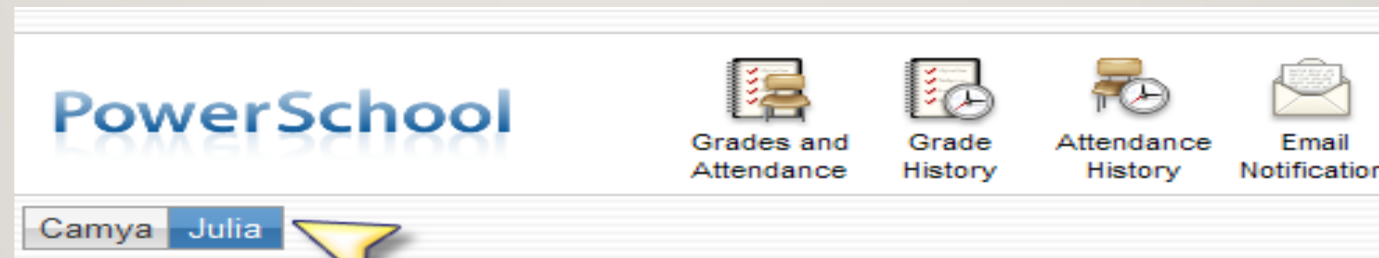 PowerSchool
Grades and Attendance
Grade History
Attendance History
Email Notification
Camya Julia